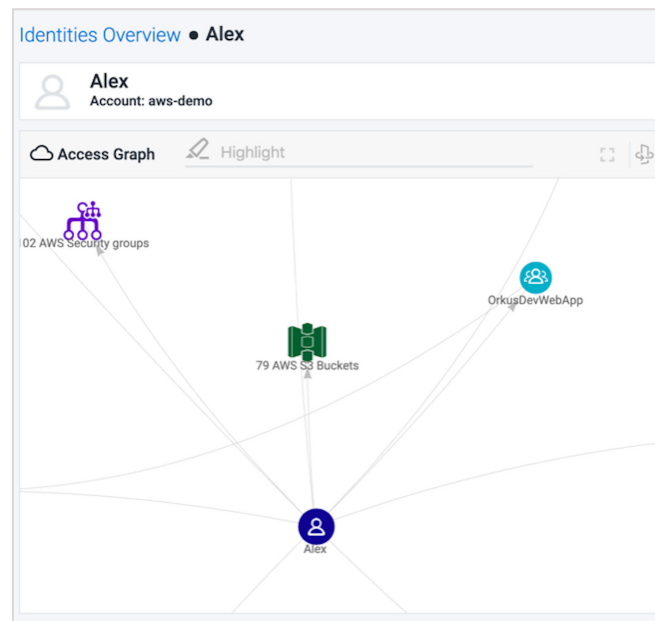 Identities Overview • Alex
Alex
Account: aws-demo
Access Graph
Highlight
02 AWS Security groups
OrkusDevWebApp
79 AWS S3 Buckets
Alex